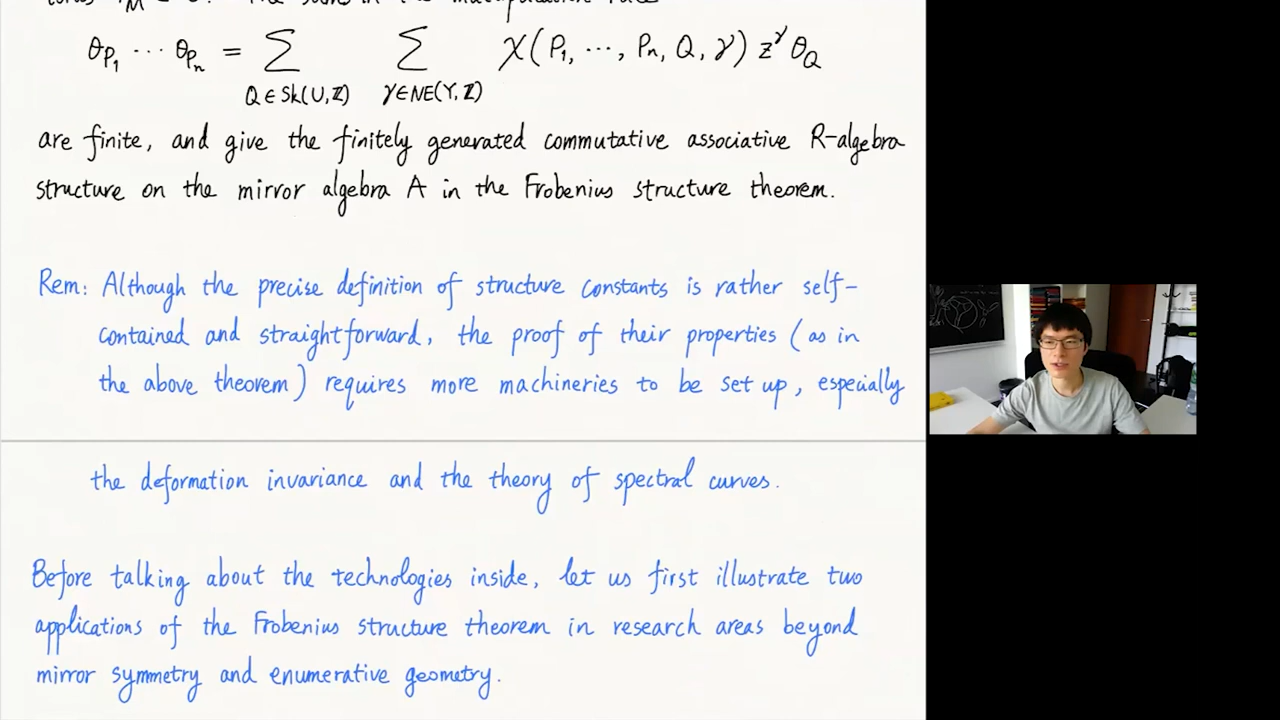 θ_{P_1} ⋯ θ_{P_n} = ∑_{Q∈Sk(U,ℤ)} ∑_{γ∈NE(Y,ℤ)} χ(P_1, ⋯, P_n, Q, γ) z^γ θ_Q
are finite, and give the finitely generated commutative associative R-algebra
structure on the mirror algebra A in the Frobenius structure theorem.
Rem: Although the precise definition of structure constants is rather self-
contained and straightforward, the proof of their properties (as in
the above theorem) requires more machineries to be set up, especially
the deformation invariance and the theory of spectral curves.
Before talking about the technologies inside, let us first illustrate two
applications of the Frobenius structure theorem in research areas beyond
mirror symmetry and enumerative geometry.